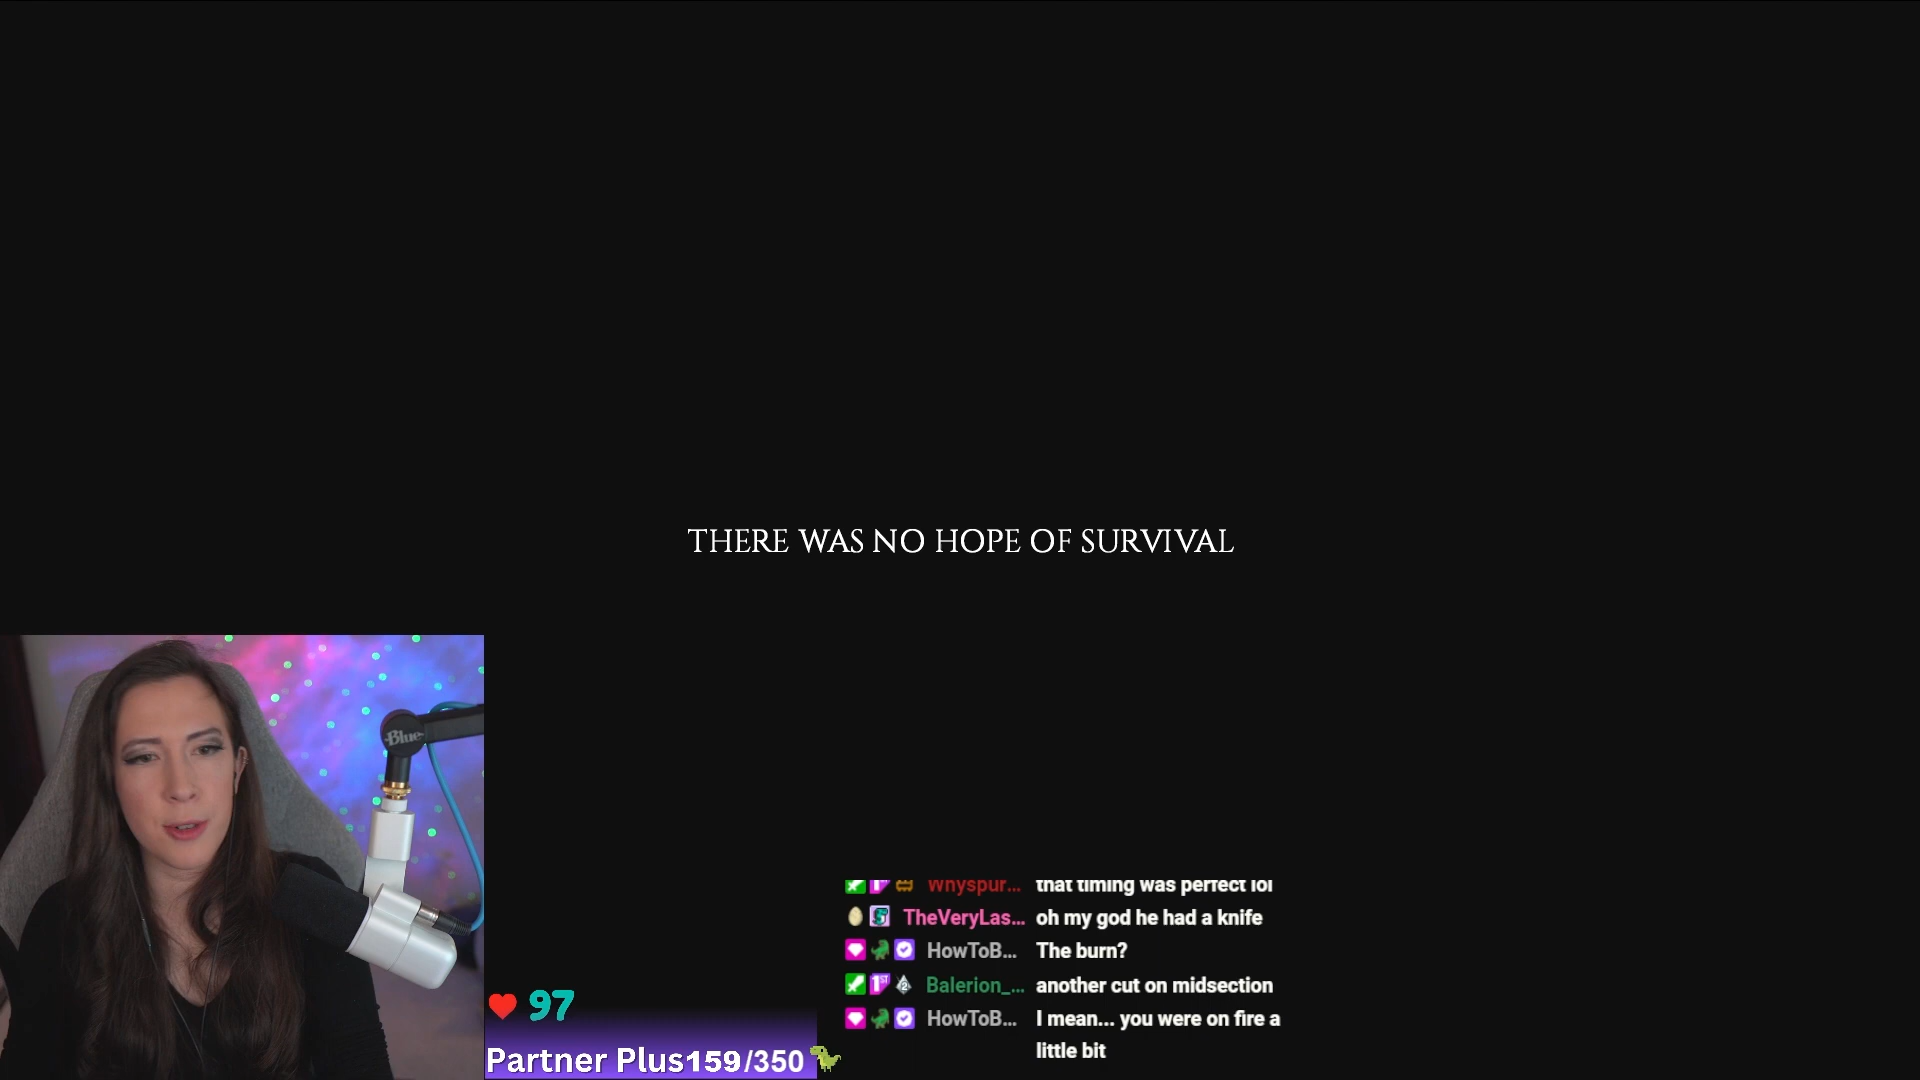 THERE WAS NO HOPE OF SURVIVAL
Blue
Whyspur... that timing was perfect lol
TheVeryLas... oh my god he had a knife
HowToB... The burn?
Balerion_... another cut on midsection
HowToB... I mean... you were on fire a
little bit
97
Partner Plus159/350